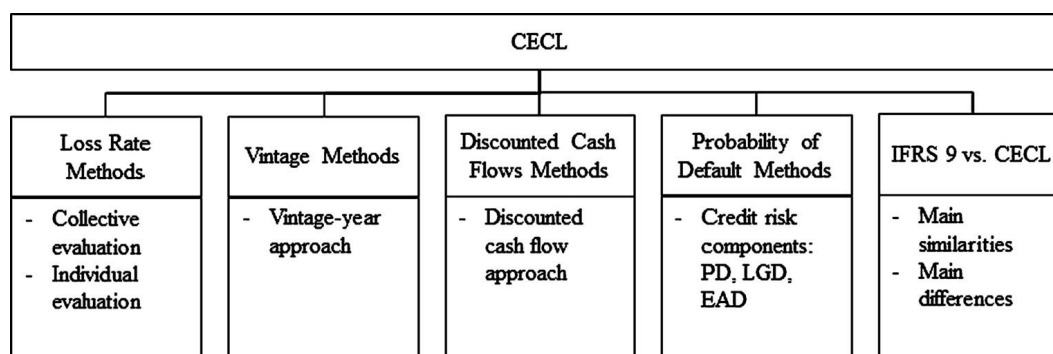 CECL
Loss Rate
Methods
- Collective
evaluation
- Individual
evaluation
Vintage Methods
- Vintage-year
approach
Discounted Cash
Flows Methods
- Discounted
cash flow
approach
Probability of
Default Methods
- Credit risk
components:
PD, LGD,
EAD
IFRS 9 vs. CECL
- Main
similarities
- Main
differences